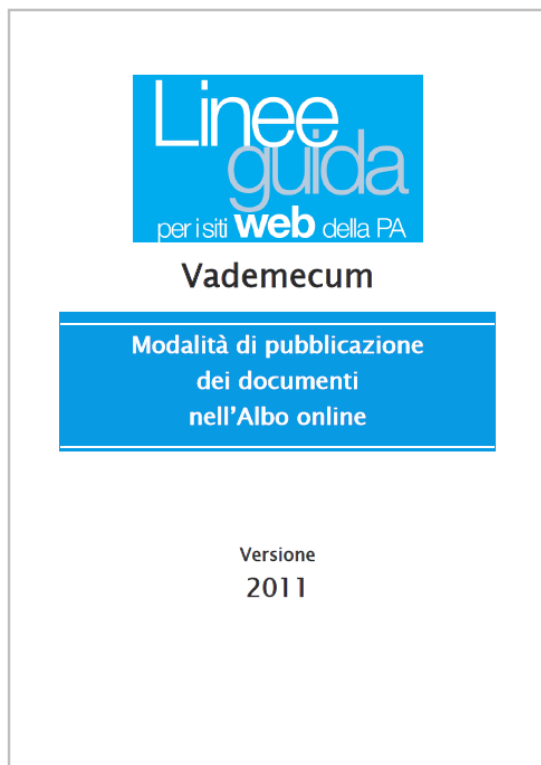 Linee
guida
per i siti web della PA
Vademecum
Modalità di pubblicazione
dei documenti
nell'Albo online
Versione
2011